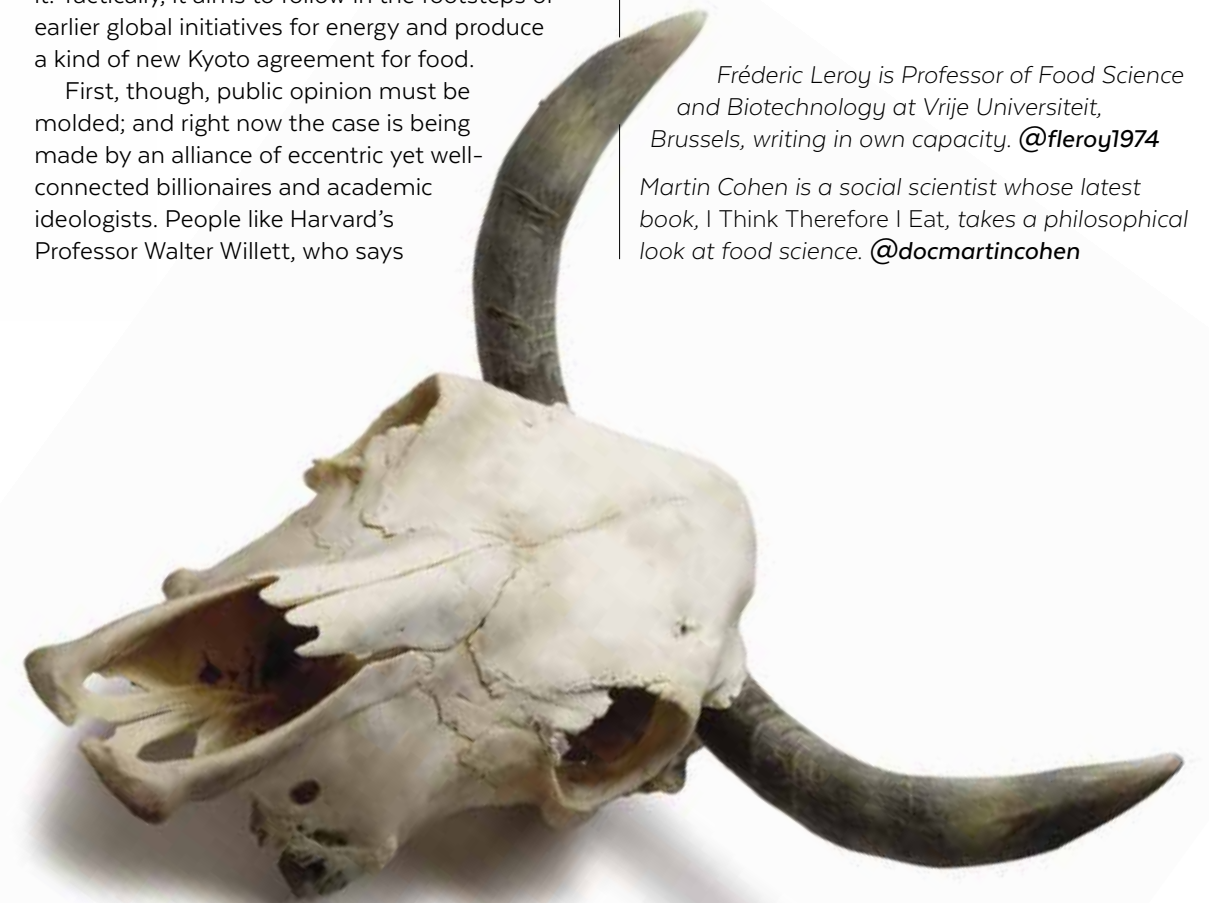 it. Tactically, it aims to follow in the footsteps of
earlier global initiatives for energy and produce
a kind of new Kyoto agreement for food.
First, though, public opinion must be
molded; and right now the case is being
made by an alliance of eccentric yet well-
connected billionaires and academic
ideologists. People like Harvard’s
Professor Walter Willett, who says
Fréderic Leroy is Professor of Food Science
and Biotechnology at Vrije Universiteit,
Brussels, writing in own capacity. @fleroy1974
Martin Cohen is a social scientist whose latest
book, I Think Therefore I Eat, takes a philosophical
look at food science. @docmartincohen